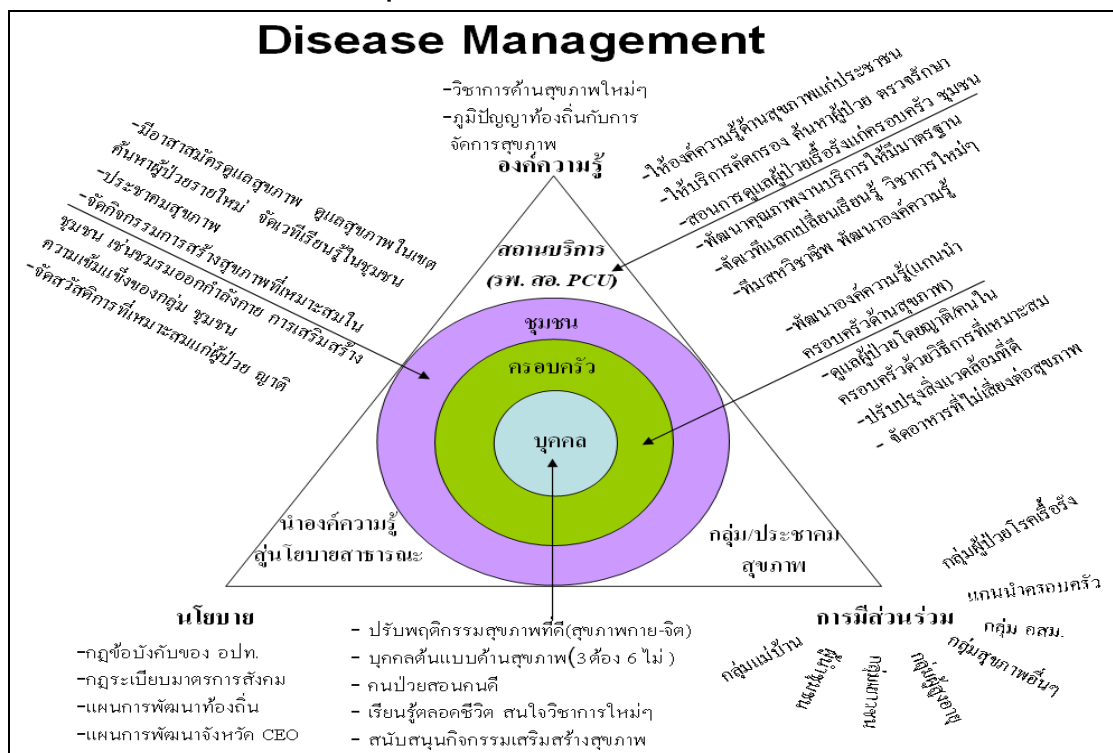 Disease Management
-วิชาการด้านสุขภาพใหม่ๆ
-ภูมิปัญญาท้องถิ่นกับการ
จัดการสุขภาพ
องค์ความรู้
-มีอาสาสมัครดูแลสุขภาพ ดูแลสุขภาพในเขต
ค้นหาผู้ป่วยรายใหม่ จัดเวทีเรียนรู้ในชุมชน
-ประชาคมสุขภาพ
-จัดกิจกรรมการสร้างสุขภาพที่เหมาะสมใน
ชุมชน เช่นชมรมออกกำลังกาย การเสริมสร้าง
ความเข้มแข็งของกลุ่ม ชุมชน
-จัดสวัสดิการที่เหมาะสมแก่ผู้ป่วย ญาติ
-ให้องค์ความรู้ด้านสุขภาพแก่ประชาชน
-ให้บริการคัดกรอง ค้นหาผู้ป่วย ตรวจรักษา
-สอนการดูแลผู้ป่วยเรื้อรังแก่ครอบครัว ชุมชน
-พัฒนาคุณภาพงานบริการให้มีมาตรฐาน
-จัดเวทีแลกเปลี่ยนเรียนรู้ วิชาการใหม่ๆ
-ทีมสหวิชาชีพ พัฒนาองค์ความรู้
สถานบริการ
(รพ. สอ. PCU)
ชุมชน
ครอบครัว
บุคคล
-พัฒนาองค์ความรู้(แกนนำ
ครอบครัวด้านสุขภาพ)
-ดูแลผู้ป่วยโดยญาติ/คนใน
ครอบครัวด้วยวิธีการที่เหมาะสม
-ปรับปรุงสิ่งแวดล้อมที่ดี
- จัดอาหารที่ไม่เสี่ยงต่อสุขภาพ
นำองค์ความรู้
สู่นโยบายสาธารณะ
กลุ่ม/ประชาคม
สุขภาพ
นโยบาย
-กฎข้อบังคับของ อปท.
-กฎระเบียบมาตรการสังคม
-แผนการพัฒนาท้องถิ่น
-แผนการพัฒนาจังหวัด CEO
- ปรับพฤติกรรมสุขภาพที่ดี(สุขภาพกาย-จิต)
- บุคคลต้นแบบด้านสุขภาพ(3ต้อง 6 ไม่ )
- คนป่วยสอนคนดี
- เรียนรู้ตลอดชีวิต สนใจวิชาการใหม่ๆ
- สนับสนุนกิจกรรมเสริมสร้างสุขภาพ
การมีส่วนร่วม
กลุ่มผู้ป่วยโรคเรื้อรัง
แกนนำครอบครัว
กลุ่ม อสม.
กลุ่มสุขภาพอื่นๆ
กลุ่มผู้สูงอายุ
กลุ่มเยาวชน
ผู้นำชุมชน
กลุ่มแม่บ้าน